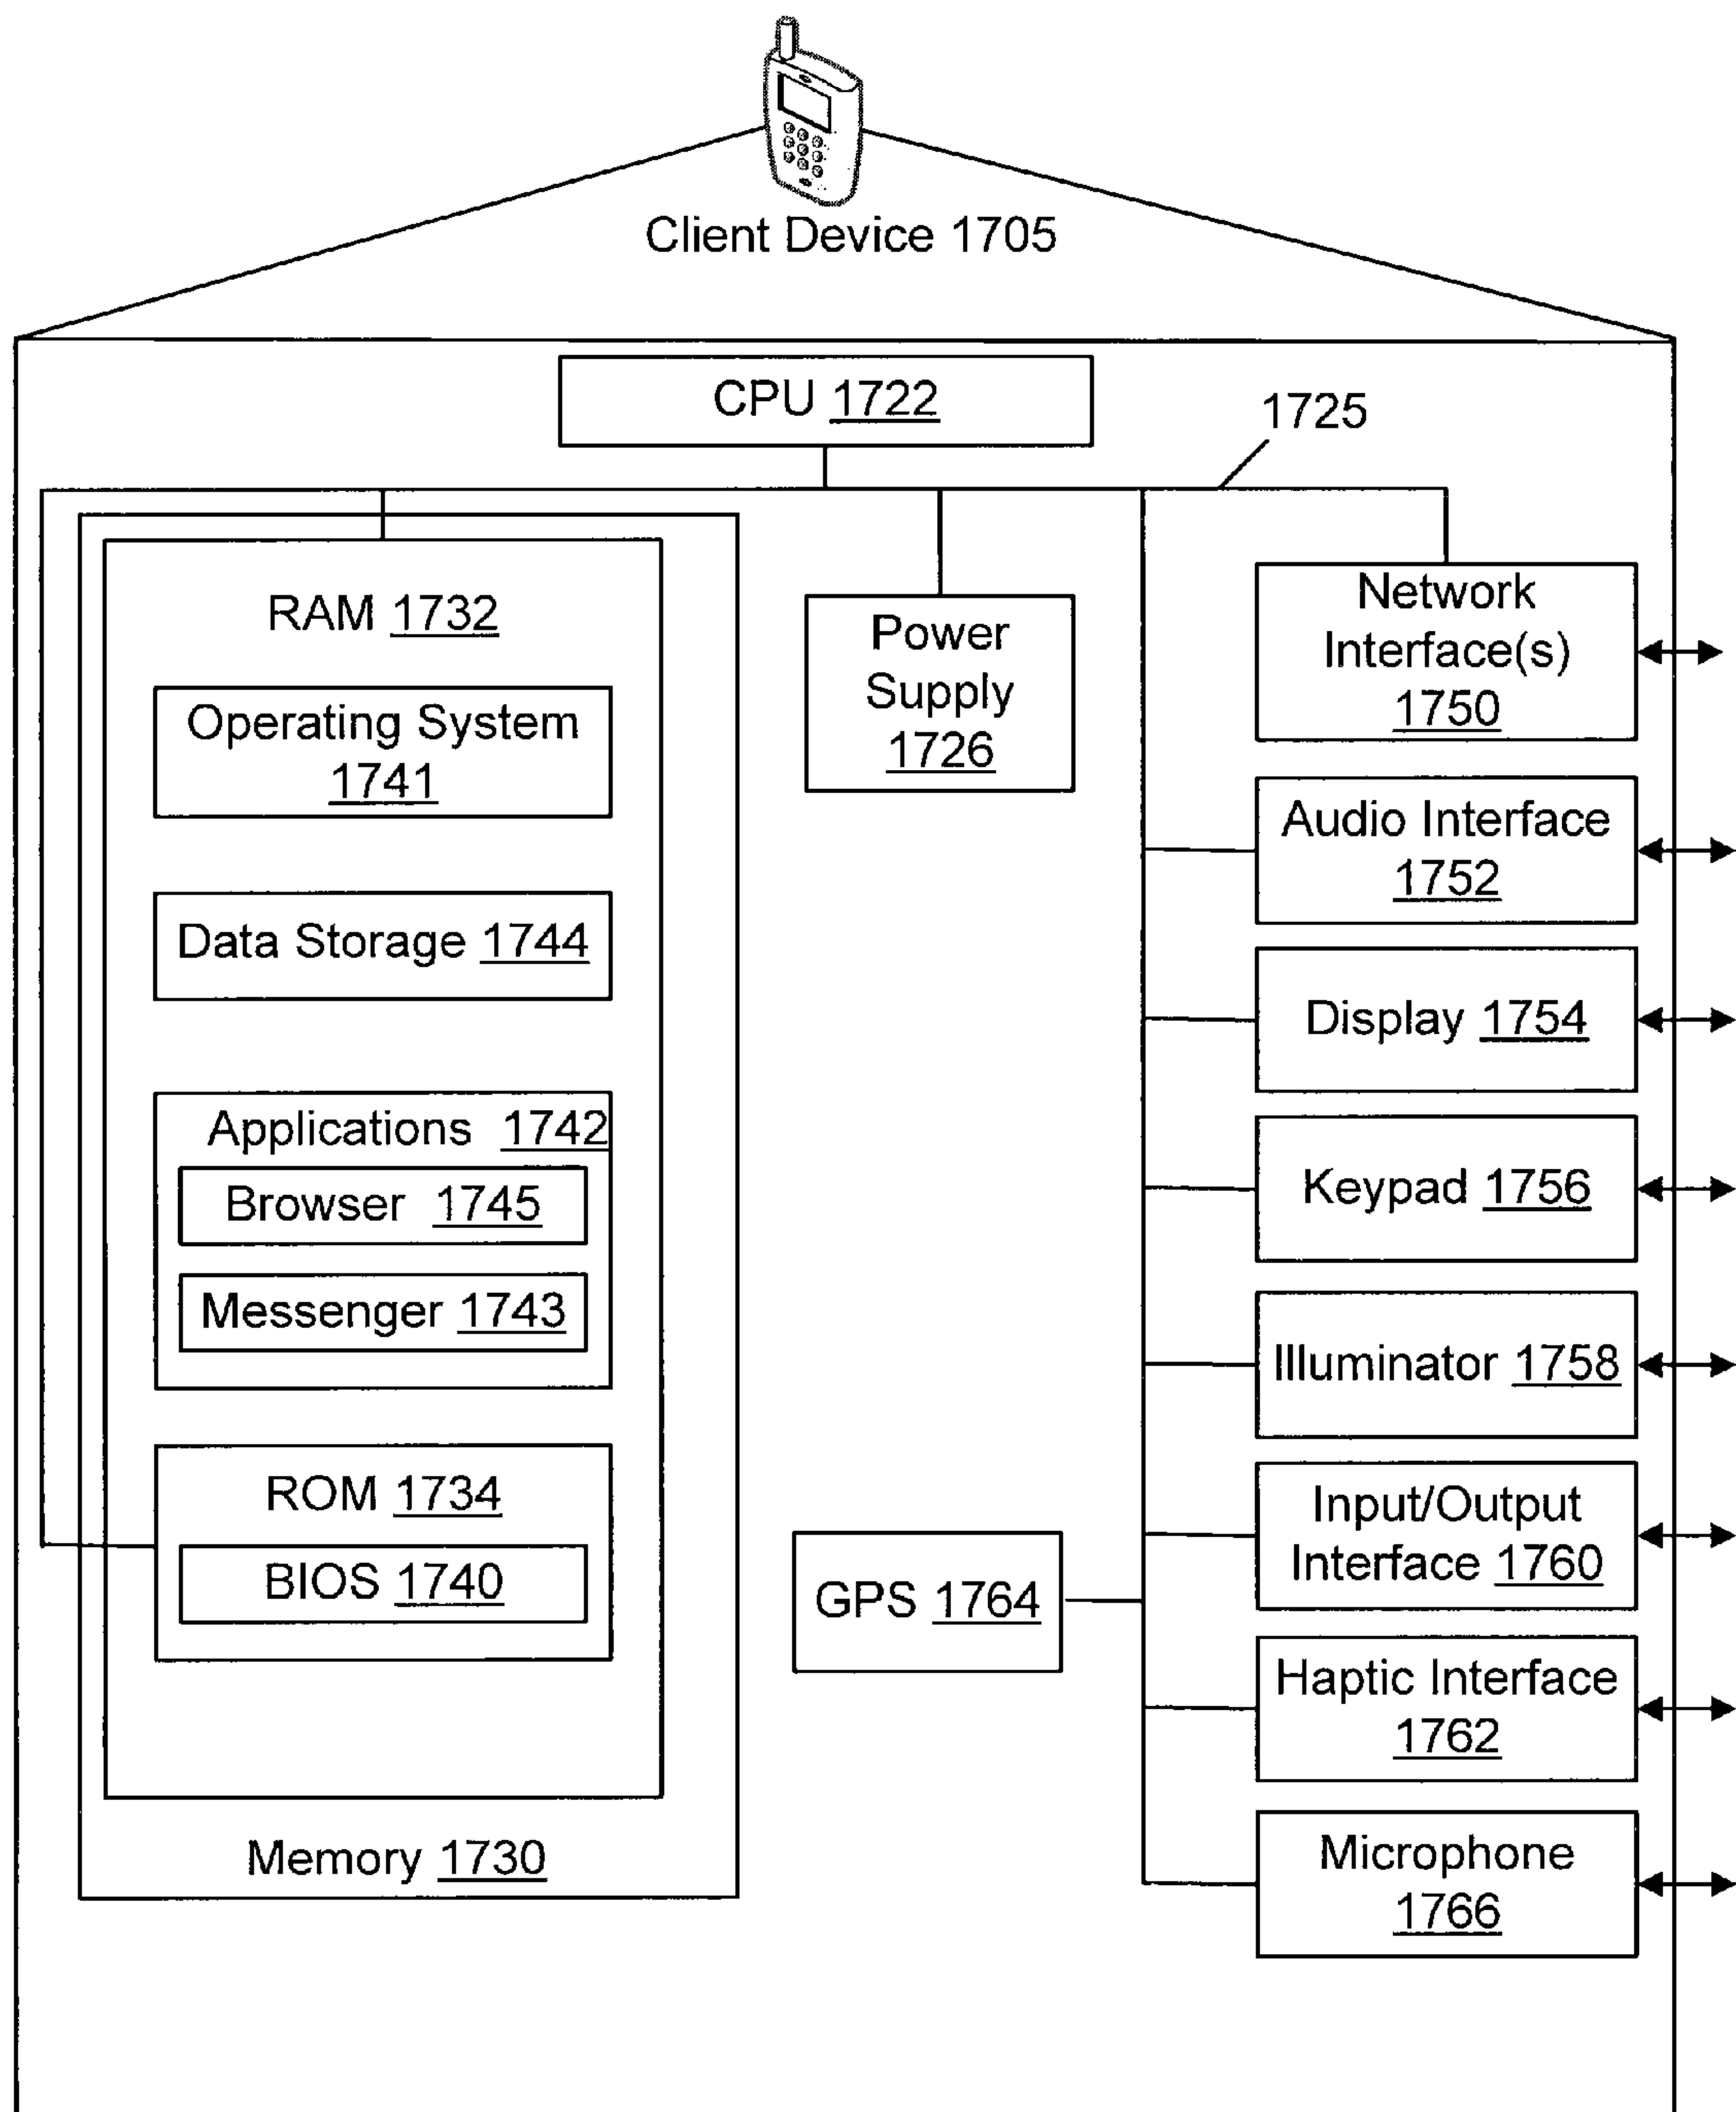 Client Device 1705
CPU 1722
1725
RAM 1732
Operating System
1741
Data Storage 1744
Applications 1742
Browser 1745
Messenger 1743
ROM 1734
BIOS 1740
Memory 1730
Power
Supply
1726
GPS 1764
Network
Interface(s)
1750
Audio Interface
1752
Display 1754
Keypad 1756
Illuminator 1758
Input/Output
Interface 1760
Haptic Interface
1762
Microphone
1766